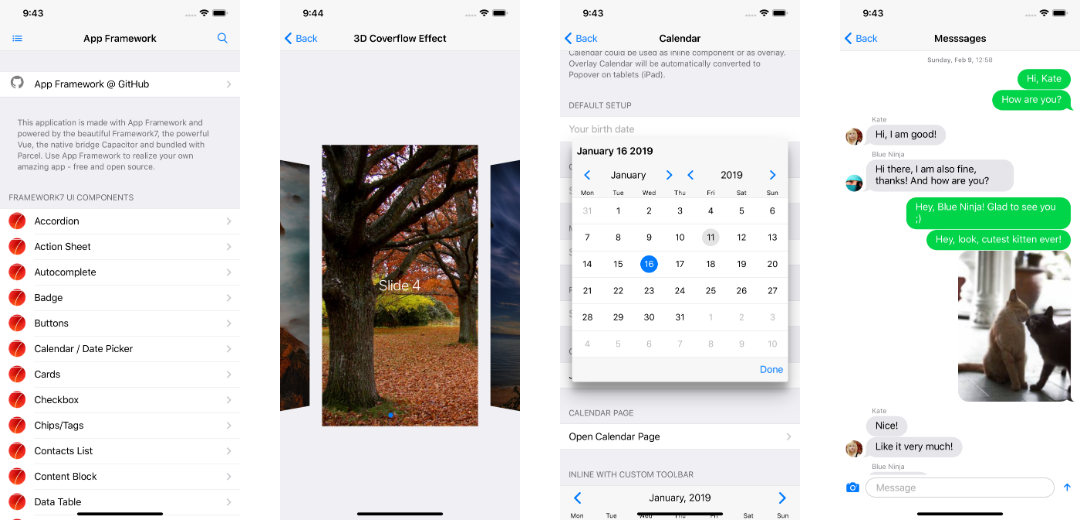 9:43
App Framework
App Framework @ GitHub
This application is made with App Framework and
powered by the beautiful Framework7, the powerful
Vue, the native bridge Capacitor and bundled with
Parcel. Use App Framework to realize your own
amazing app - free and open source.
FRAMEWORK7 UI COMPONENTS
Accordion
Action Sheet
Autocomplete
Badge
Buttons
Calendar / Date Picker
Cards
Checkbox
Chips/Tags
Contacts List
Content Block
Data Table
9:44
Back
3D Coverflow Effect
Slide 4
9:43
Back
Calendar
Calendar could be used as inline component or as overlay.
Overlay Calendar will be automatically converted to
Popover on tablets (iPad).
DEFAULT SETUP
Your birth date
January 16 2019
January 2019
Mon Tue Wed Thu Fri Sat Sun
31 1 2 3 4 5 6
7 8 9 10 11 12 13
14 15 16 17 18 19 20
21 22 23 24 25 26 27
28 29 30 31 1 2 3
4 5 6 7 8 9 10
Done
CALENDAR PAGE
Open Calendar Page
INLINE WITH CUSTOM TOOLBAR
January, 2019
Mon Tue Wed Thu Fri Sat Sun
9:43
Back
Messsages
Sunday, Feb 9, 12:58
Hi, Kate
How are you?
Kate
Hi, I am good!
Blue Ninja
Hi there, I am also fine,
thanks! And how are you?
Hey, Blue Ninja! Glad to see you
;)
Hey, look, cutest kitten ever!
Kate
Nice!
Like it very much!
Blue Ninja
Message